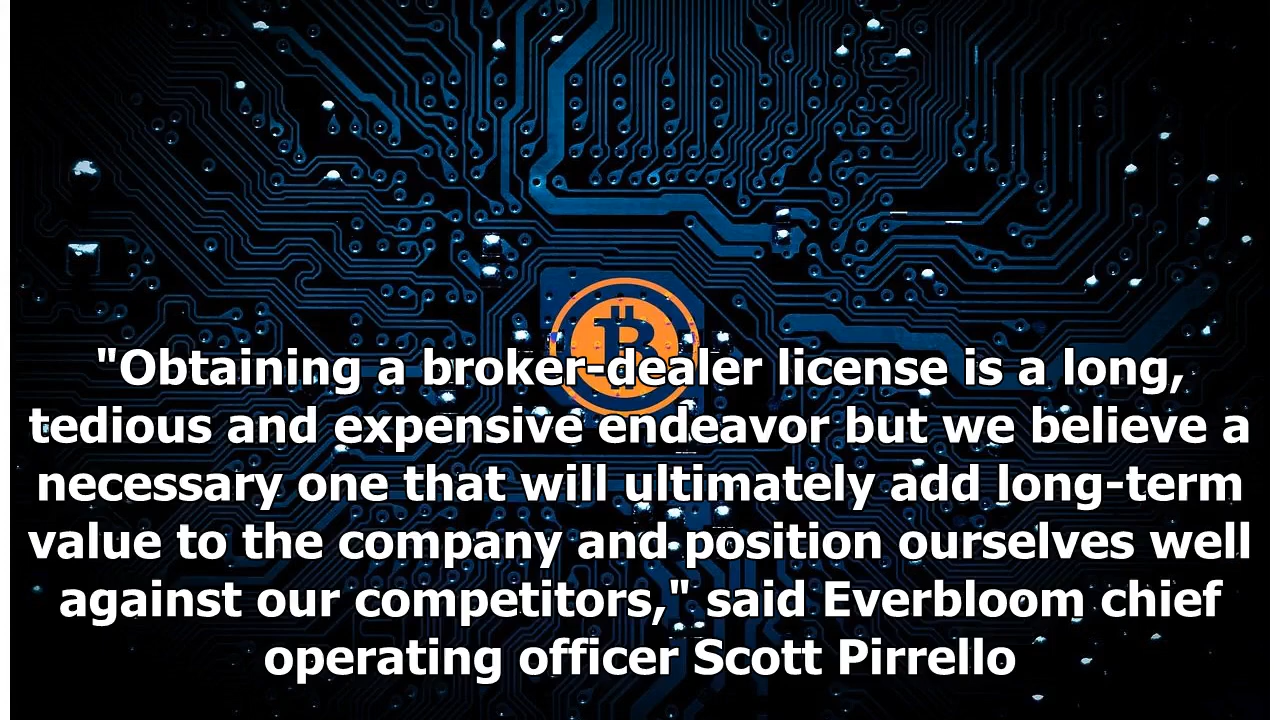 "Obtaining a broker-dealer license is a long,
tedious and expensive endeavor but we believe a
necessary one that will ultimately add long-term
value to the company and position ourselves well
against our competitors," said Everbloom chief
operating officer Scott Pirrello